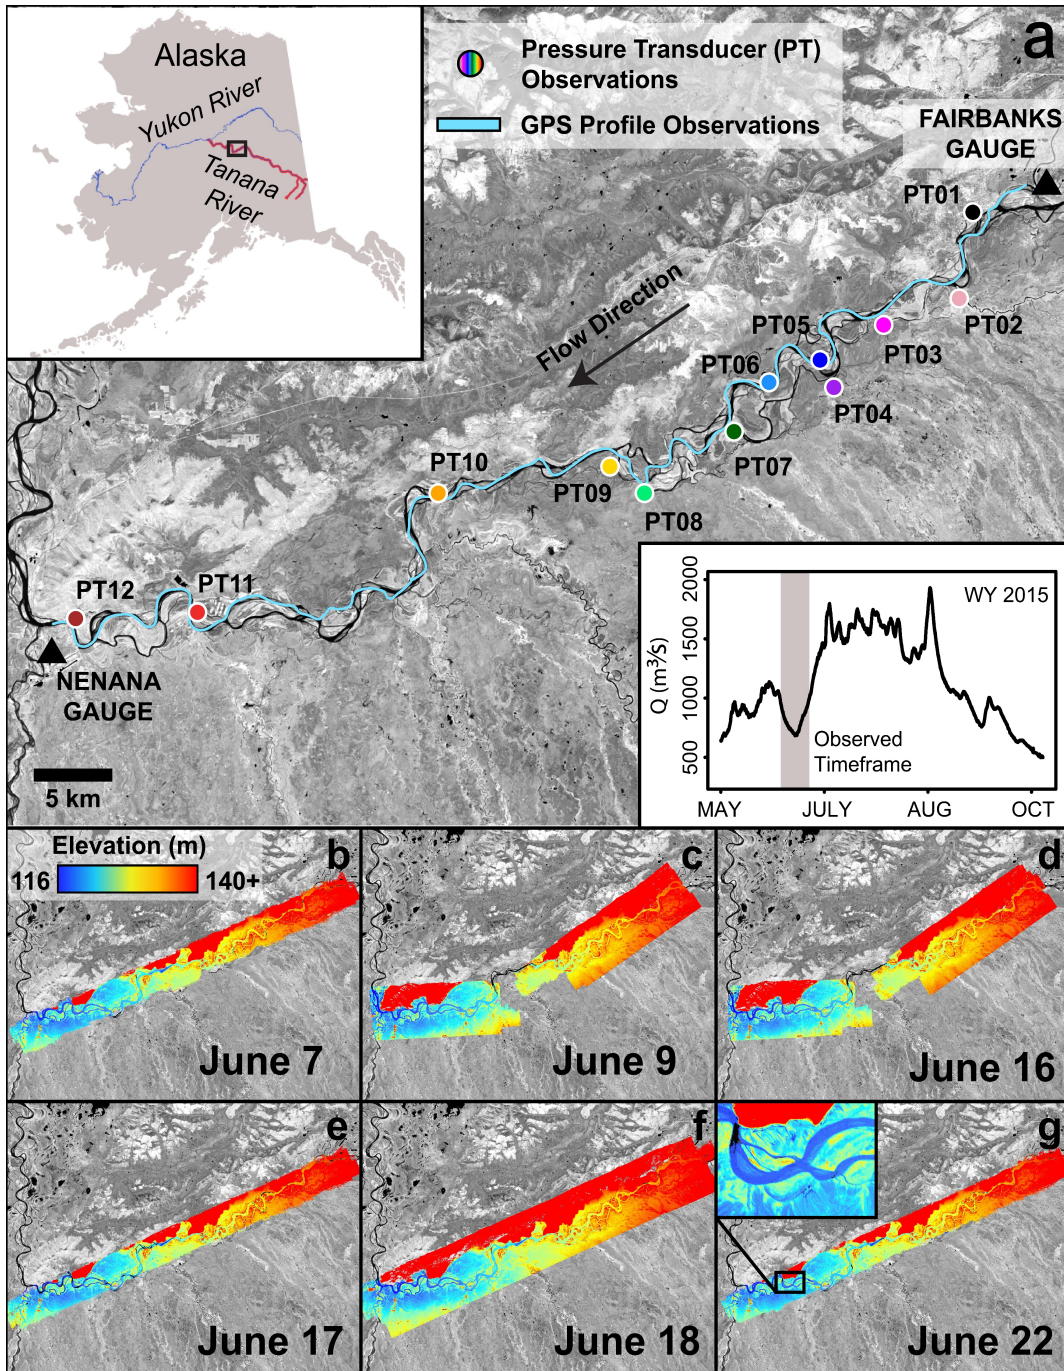 Alaska
Yukon River
Tanana
River
a
Pressure Transducer (PT)
Observations
GPS Profile Observations
FAIRBANKS
GAUGE
PT01
PT02
PT03
PT04
PT05
PT06
PT07
PT08
PT09
PT10
PT11
PT12
Flow Direction
NENANA
GAUGE
5 km
WY 2015
Q (m³/s)
2000
1500
1000
500
Observed
Timeframe
MAY
JULY
AUG
OCT
Elevation (m)
116
140+
b
June 7
c
June 9
d
June 16
e
June 17
f
June 18
g
June 22